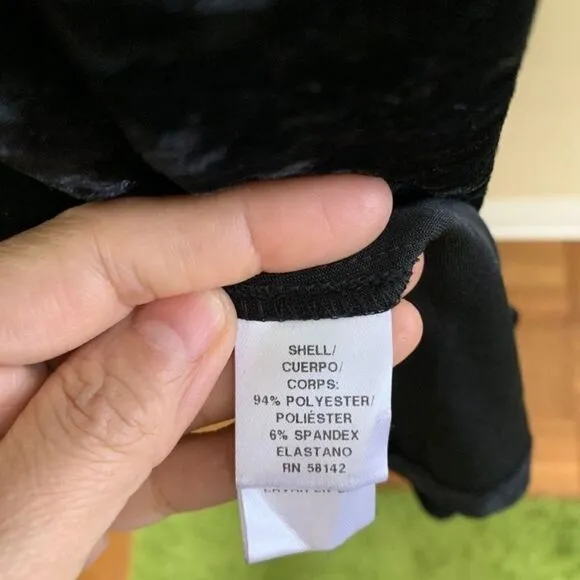 SHELL/
CUERPO/
CORPS:
94% POLYESTER/
POLIÉSTER
6% SPANDEX
ELASTANO
RN 58142